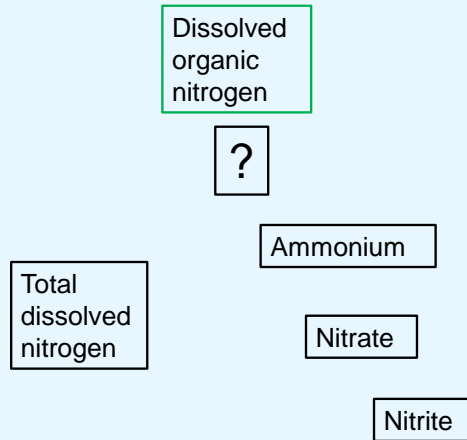 Dissolved
organic
nitrogen
?
Ammonium
Total
dissolved
nitrogen
Nitrate
Nitrite